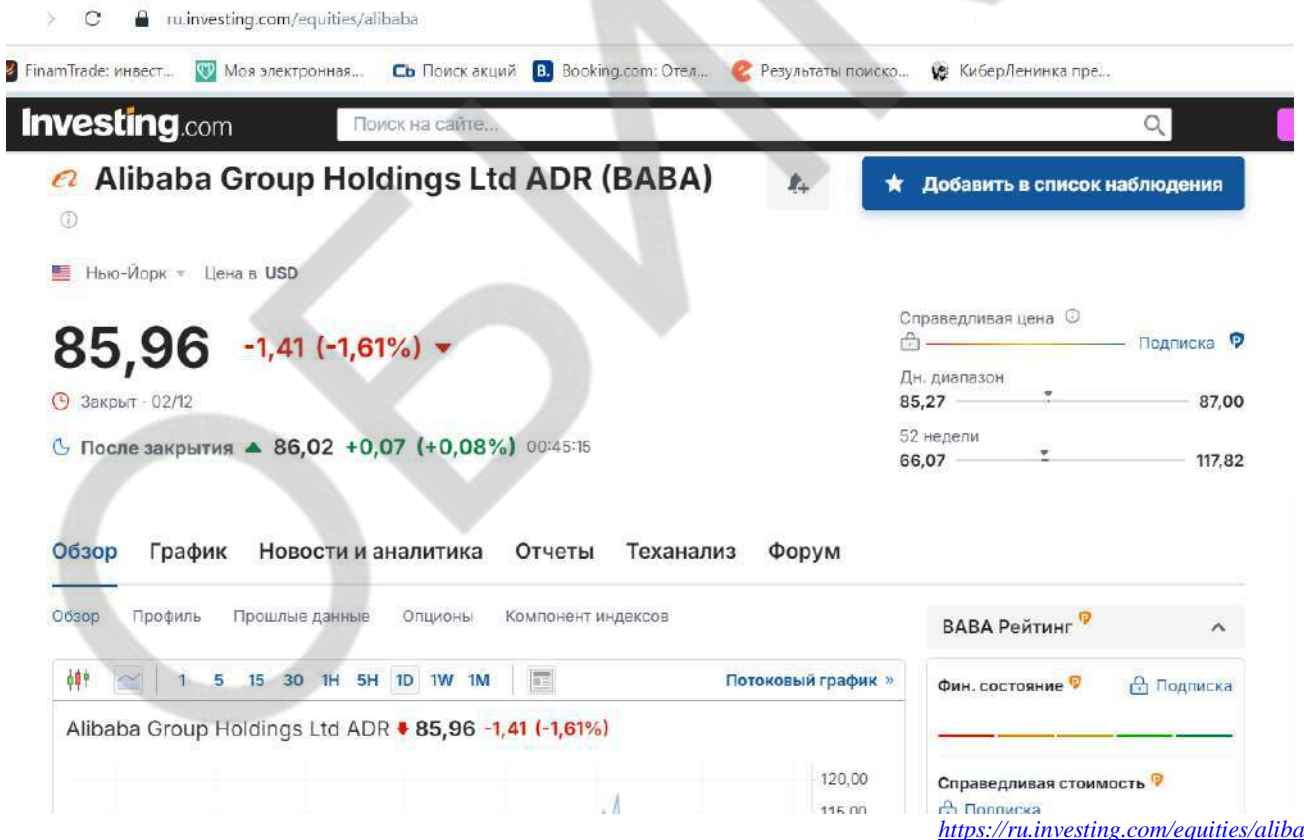 ru.investing.com/equities/alibaba
FinamTrade: инвест... Моя электронная... Сь Поиск акций B. Booking.com: Отел... Результаты поиско... КиберЛенинка пре...
Investing.com Поиск на сайте...
Alibaba Group Holdings Ltd ADR (BABA) Добавить в список наблюдения
Нью-Йорк Цена в USD
Справедливая цена
85,96 -1,41 (-1,61%) Подписка
Дн. диапазон
Закрыт - 02/12 85,27 87,00
52 недели
После закрытия 86,02 +0,07 (+0,08%) 00:45:15
66,07 117,82
Обзор График Новости и аналитика Отчеты Теханализ Форум
Обзор Профиль Прошлые данные Опционы Компонент индексов
BABA Рейтинг
1 5 15 30 1H 5H 1D 1W 1M Потоковый график »
Фин. состояние Подписка
Alibaba Group Holdings Ltd ADR 85,96 -1,41 (-1,61%)
120,00
Справедливая стоимость
115,00 Подписка
https://ru.investing.com/equities/aliba